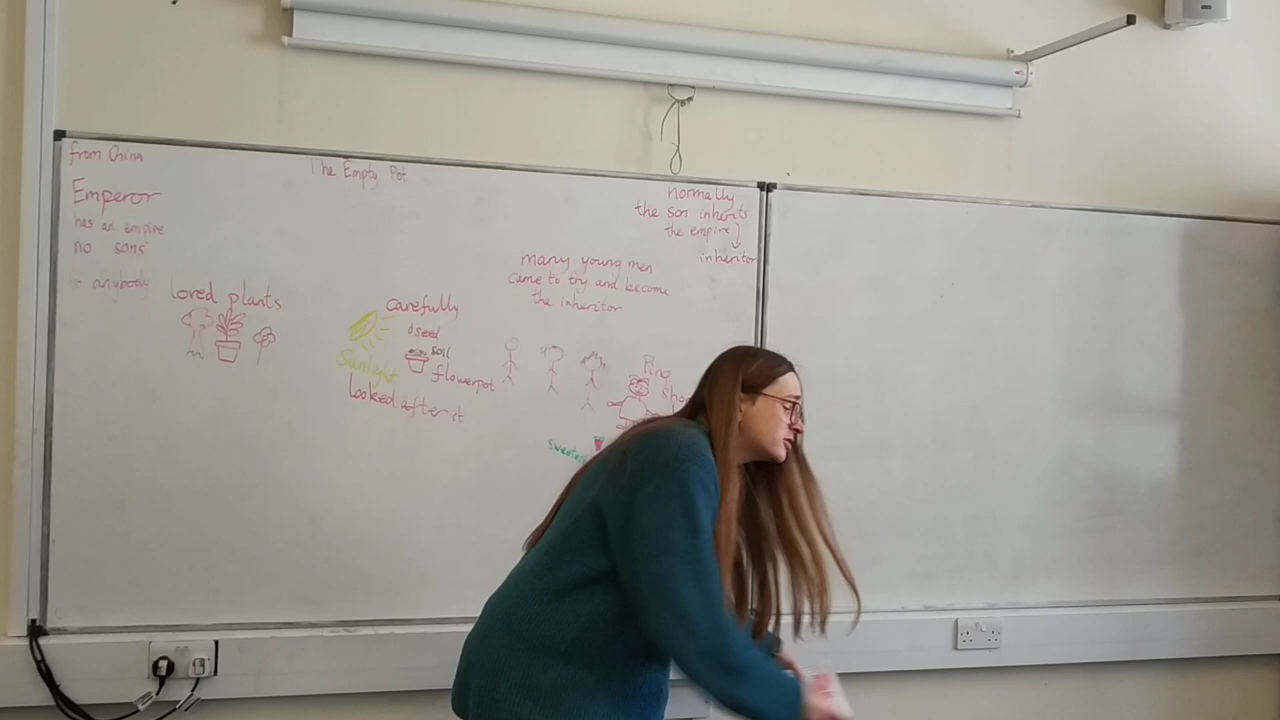 from China
Emperor
has an empire
no sons
to anybody
The Empty Pot
loved plants
carefully
seed
soil
flowerpot
Sunlight
looked after it
normally
the son inherits
the empire
inheritor
many young men
came to try and become
the inheritor